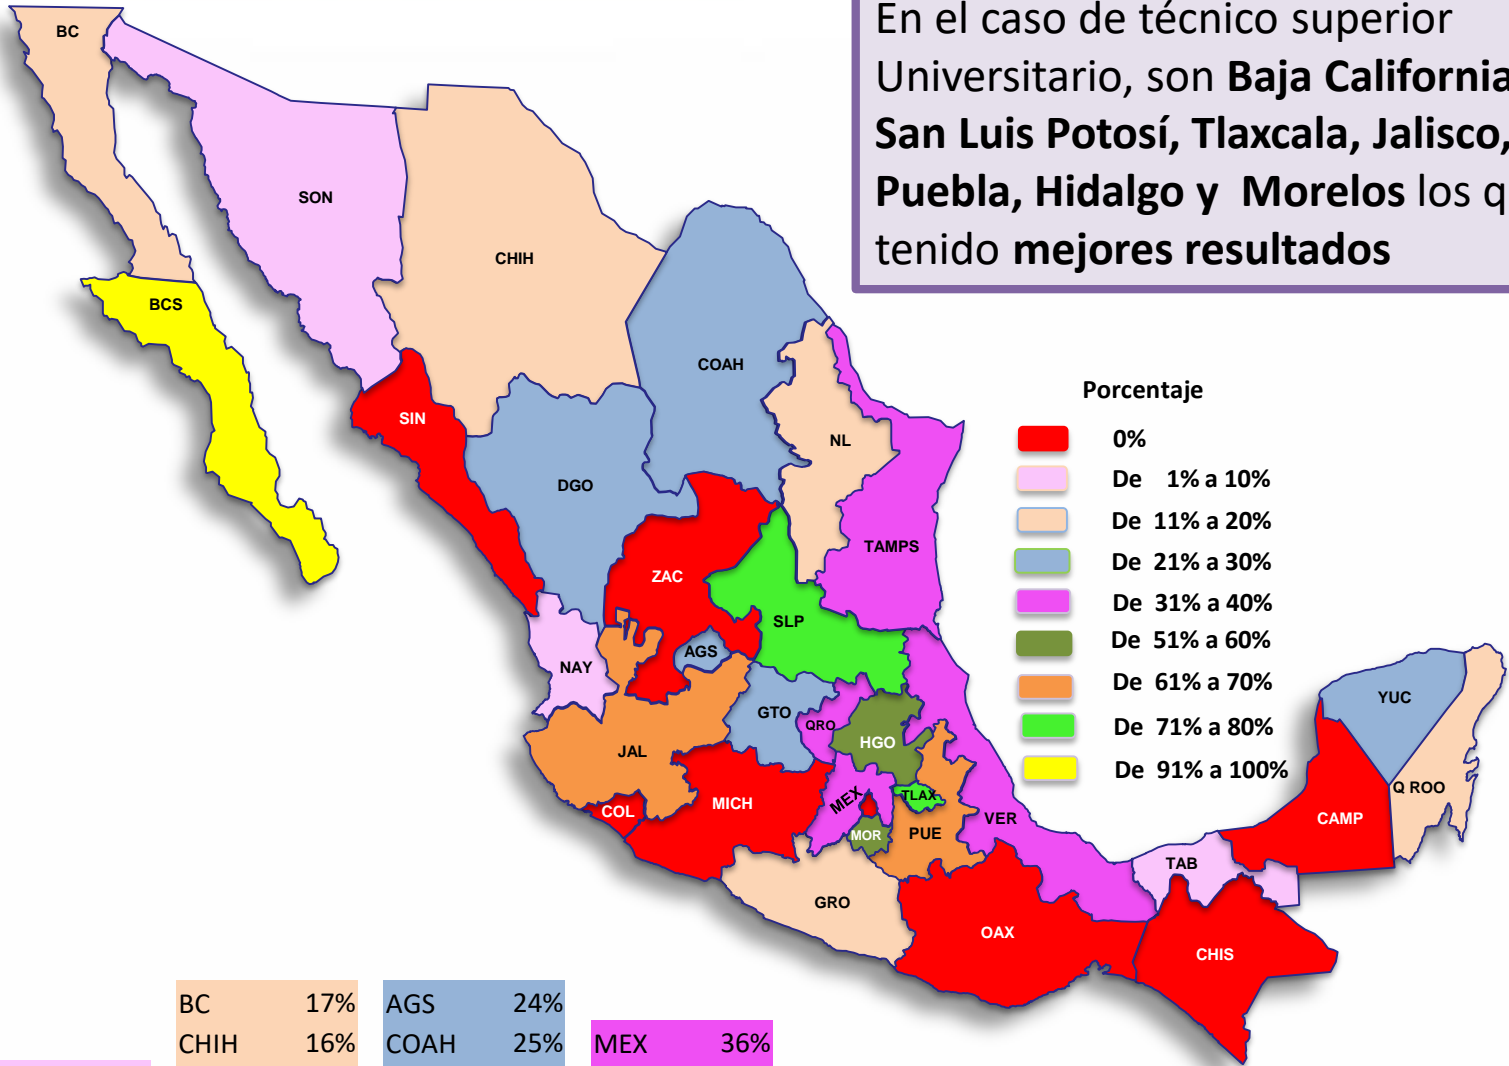 En el caso de técnico superior
Universitario, son Baja California
San Luis Potosí, Tlaxcala, Jalisco,
Puebla, Hidalgo y Morelos los q
tenido mejores resultados
BC
SON
CHIH
BCS
COAH
SIN
NL
DGO
TAMPS
ZAC
SLP
AGS
NAY
GTO
QRO
HGO
JAL
MEX
TLAX
COL
MICH
MOR
PUE
VER
GRO
OAX
TAB
CHIS
CAMP
YUC
Q ROO
Porcentaje
0%
De 1% a 10%
De 11% a 20%
De 21% a 30%
De 31% a 40%
De 51% a 60%
De 61% a 70%
De 71% a 80%
De 91% a 100%
BC 17% AGS 24%
CHIH 16% COAH 25% MEX 36%